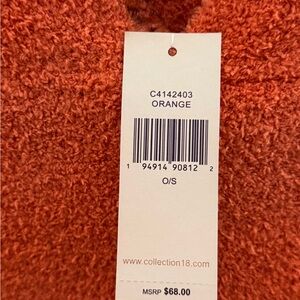 C4142403
ORANGE
1 94914 90812 2
O/S
www.collection18.com
MSRP $68.00